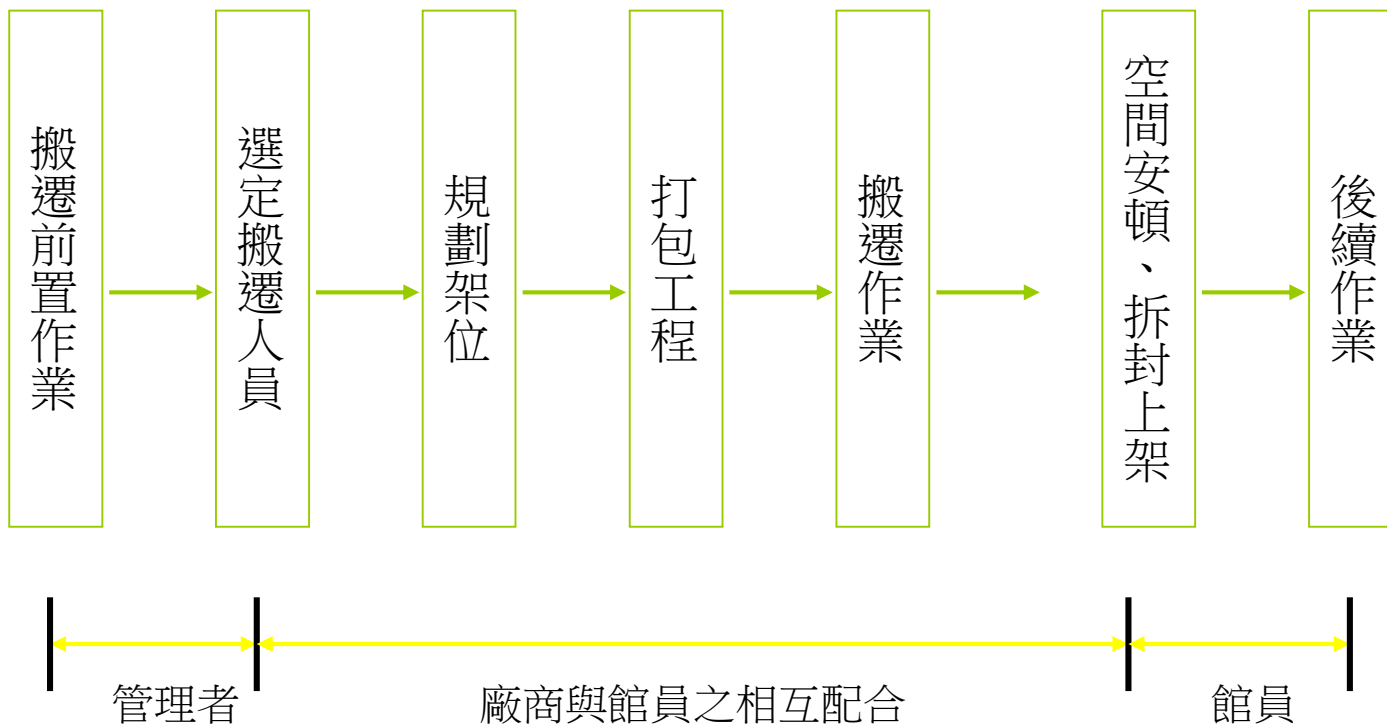 搬遷前置作業
選定搬遷人員
規劃架位
打包工程
搬遷作業
空間安頓、拆封上架
後續作業
管理者
廠商與館員之相互配合
館員